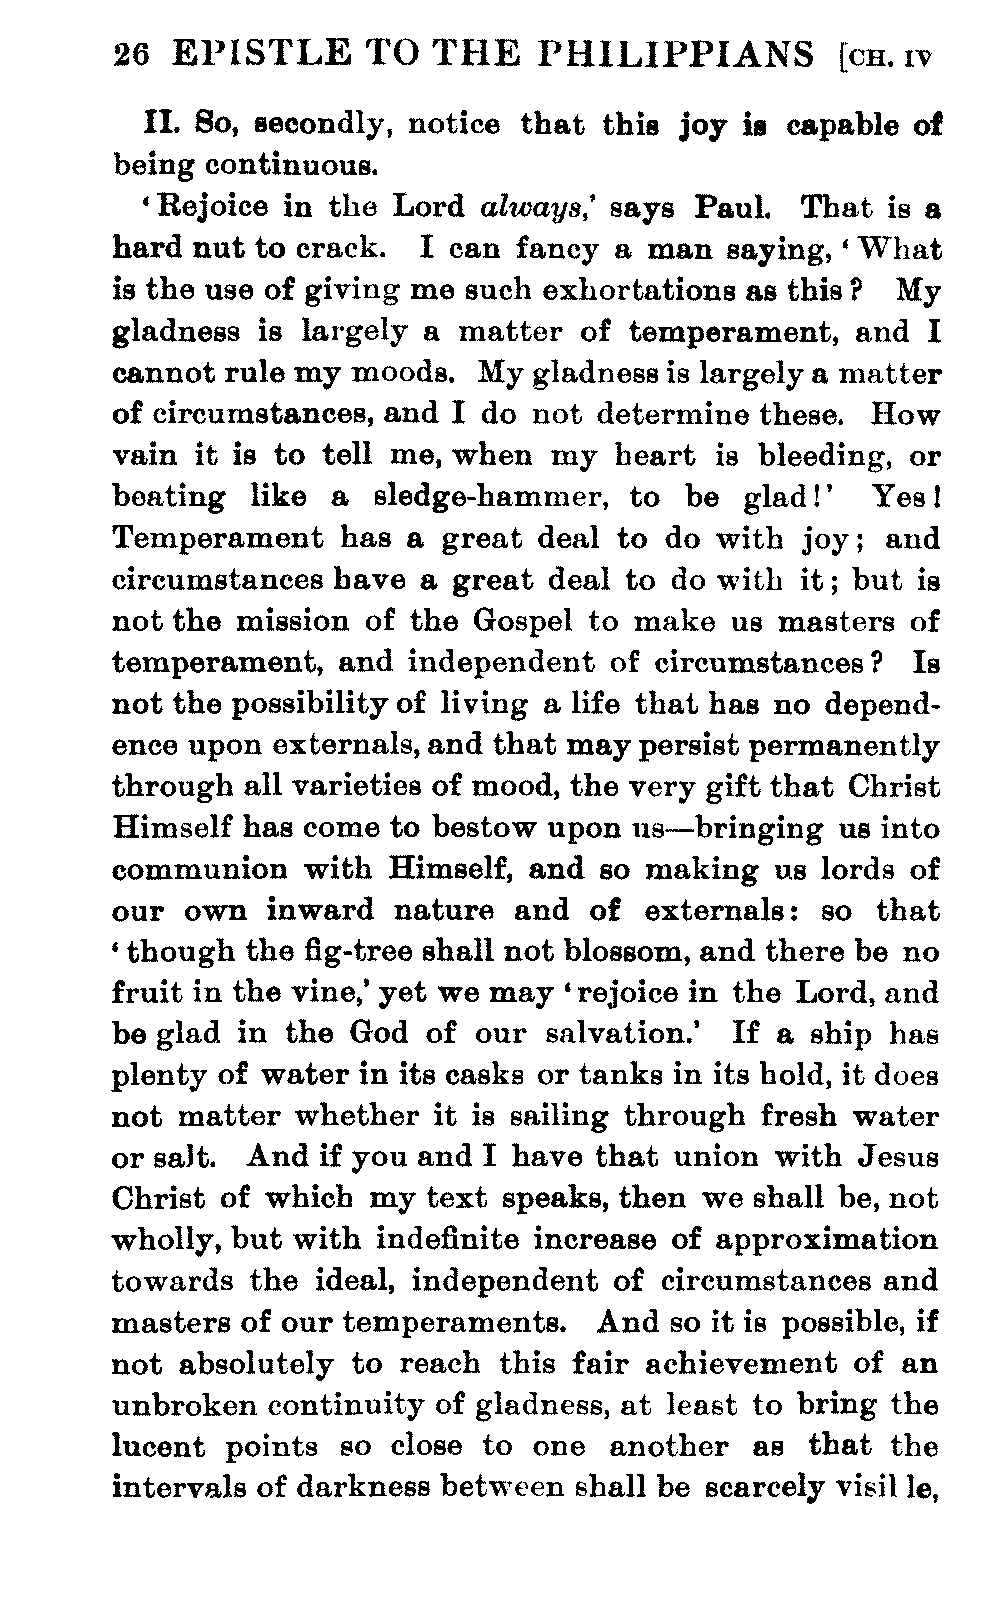 26 EPISTLE TO THE PHILIPPIANS [CH. IV
II. So, secondly, notice that this joy is capable of
being continuous.
‘Rejoice in the Lord always,’ says Paul. That is a
hard nut to crack. I can fancy a man saying, ‘What
is the use of giving me such exhortations as this? My
gladness is largely a matter of temperament, and I
cannot rule my moods. My gladness is largely a matter
of circumstances, and I do not determine these. How
vain it is to tell me, when my heart is bleeding, or
beating like a sledge-hammer, to be glad!’ Yes!
Temperament has a great deal to do with joy; and
circumstances have a great deal to do with it; but is
not the mission of the Gospel to make us masters of
temperament, and independent of circumstances? Is
not the possibility of living a life that has no depend-
ence upon externals, and that may persist permanently
through all varieties of mood, the very gift that Christ
Himself has come to bestow upon us—bringing us into
communion with Himself, and so making us lords of
our own inward nature and of externals: so that
‘though the fig-tree shall not blossom, and there be no
fruit in the vine,’ yet we may ‘rejoice in the Lord, and
be glad in the God of our salvation.’ If a ship has
plenty of water in its casks or tanks in its hold, it does
not matter whether it is sailing through fresh water
or salt. And if you and I have that union with Jesus
Christ of which my text speaks, then we shall be, not
wholly, but with indefinite increase of approximation
towards the ideal, independent of circumstances and
masters of our temperaments. And so it is possible, if
not absolutely to reach this fair achievement of an
unbroken continuity of gladness, at least to bring the
lucent points so close to one another as that the
intervals of darkness between shall be scarcely visible,